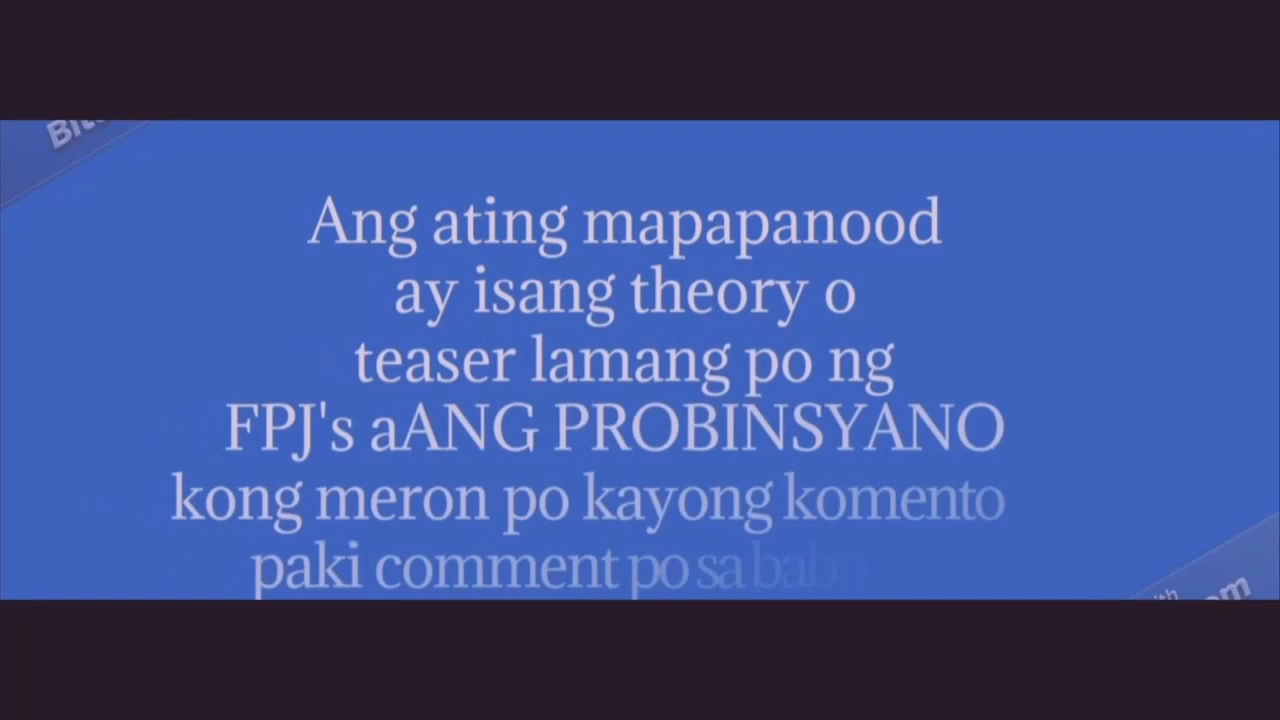 Ang ating mapapanood
ay isang theory o
teaser lamang po ng
FPJ's aANG PROBINSYANO
kong meron po kayong komento
paki comment po sa baba